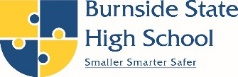 Burnside State
High School
Smaller Smarter Safer